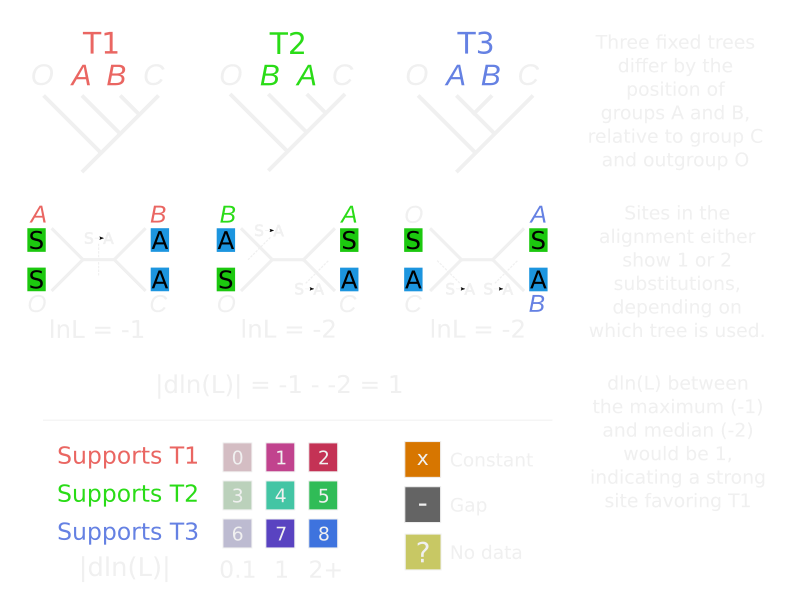 T1 T2 T3
O A B C O B A C O A B C
Three fixed trees
differ by the
position of
groups A and B,
relative to group C
and outgroup O
A B B A O A
S A A S S A
S ► A S ► A
S A S A A A
S ► A S ► A S ► A
O C O C C B
lnL = -1 lnL = -2 lnL = -2
Sites in the
alignment either
show 1 or 2
substitutions,
depending on
which tree is used.
|dln(L)| = -1 - -2 = 1
dln(L) between
the maximum (-1)
and median (-2)
would be 1,
indicating a strong
site favoring T1
Supports T1 0 1 2
Supports T2 3 4 5
Supports T3 6 7 8
|dln(L)| 0.1 1 2+
x Constant
- Gap
? No data